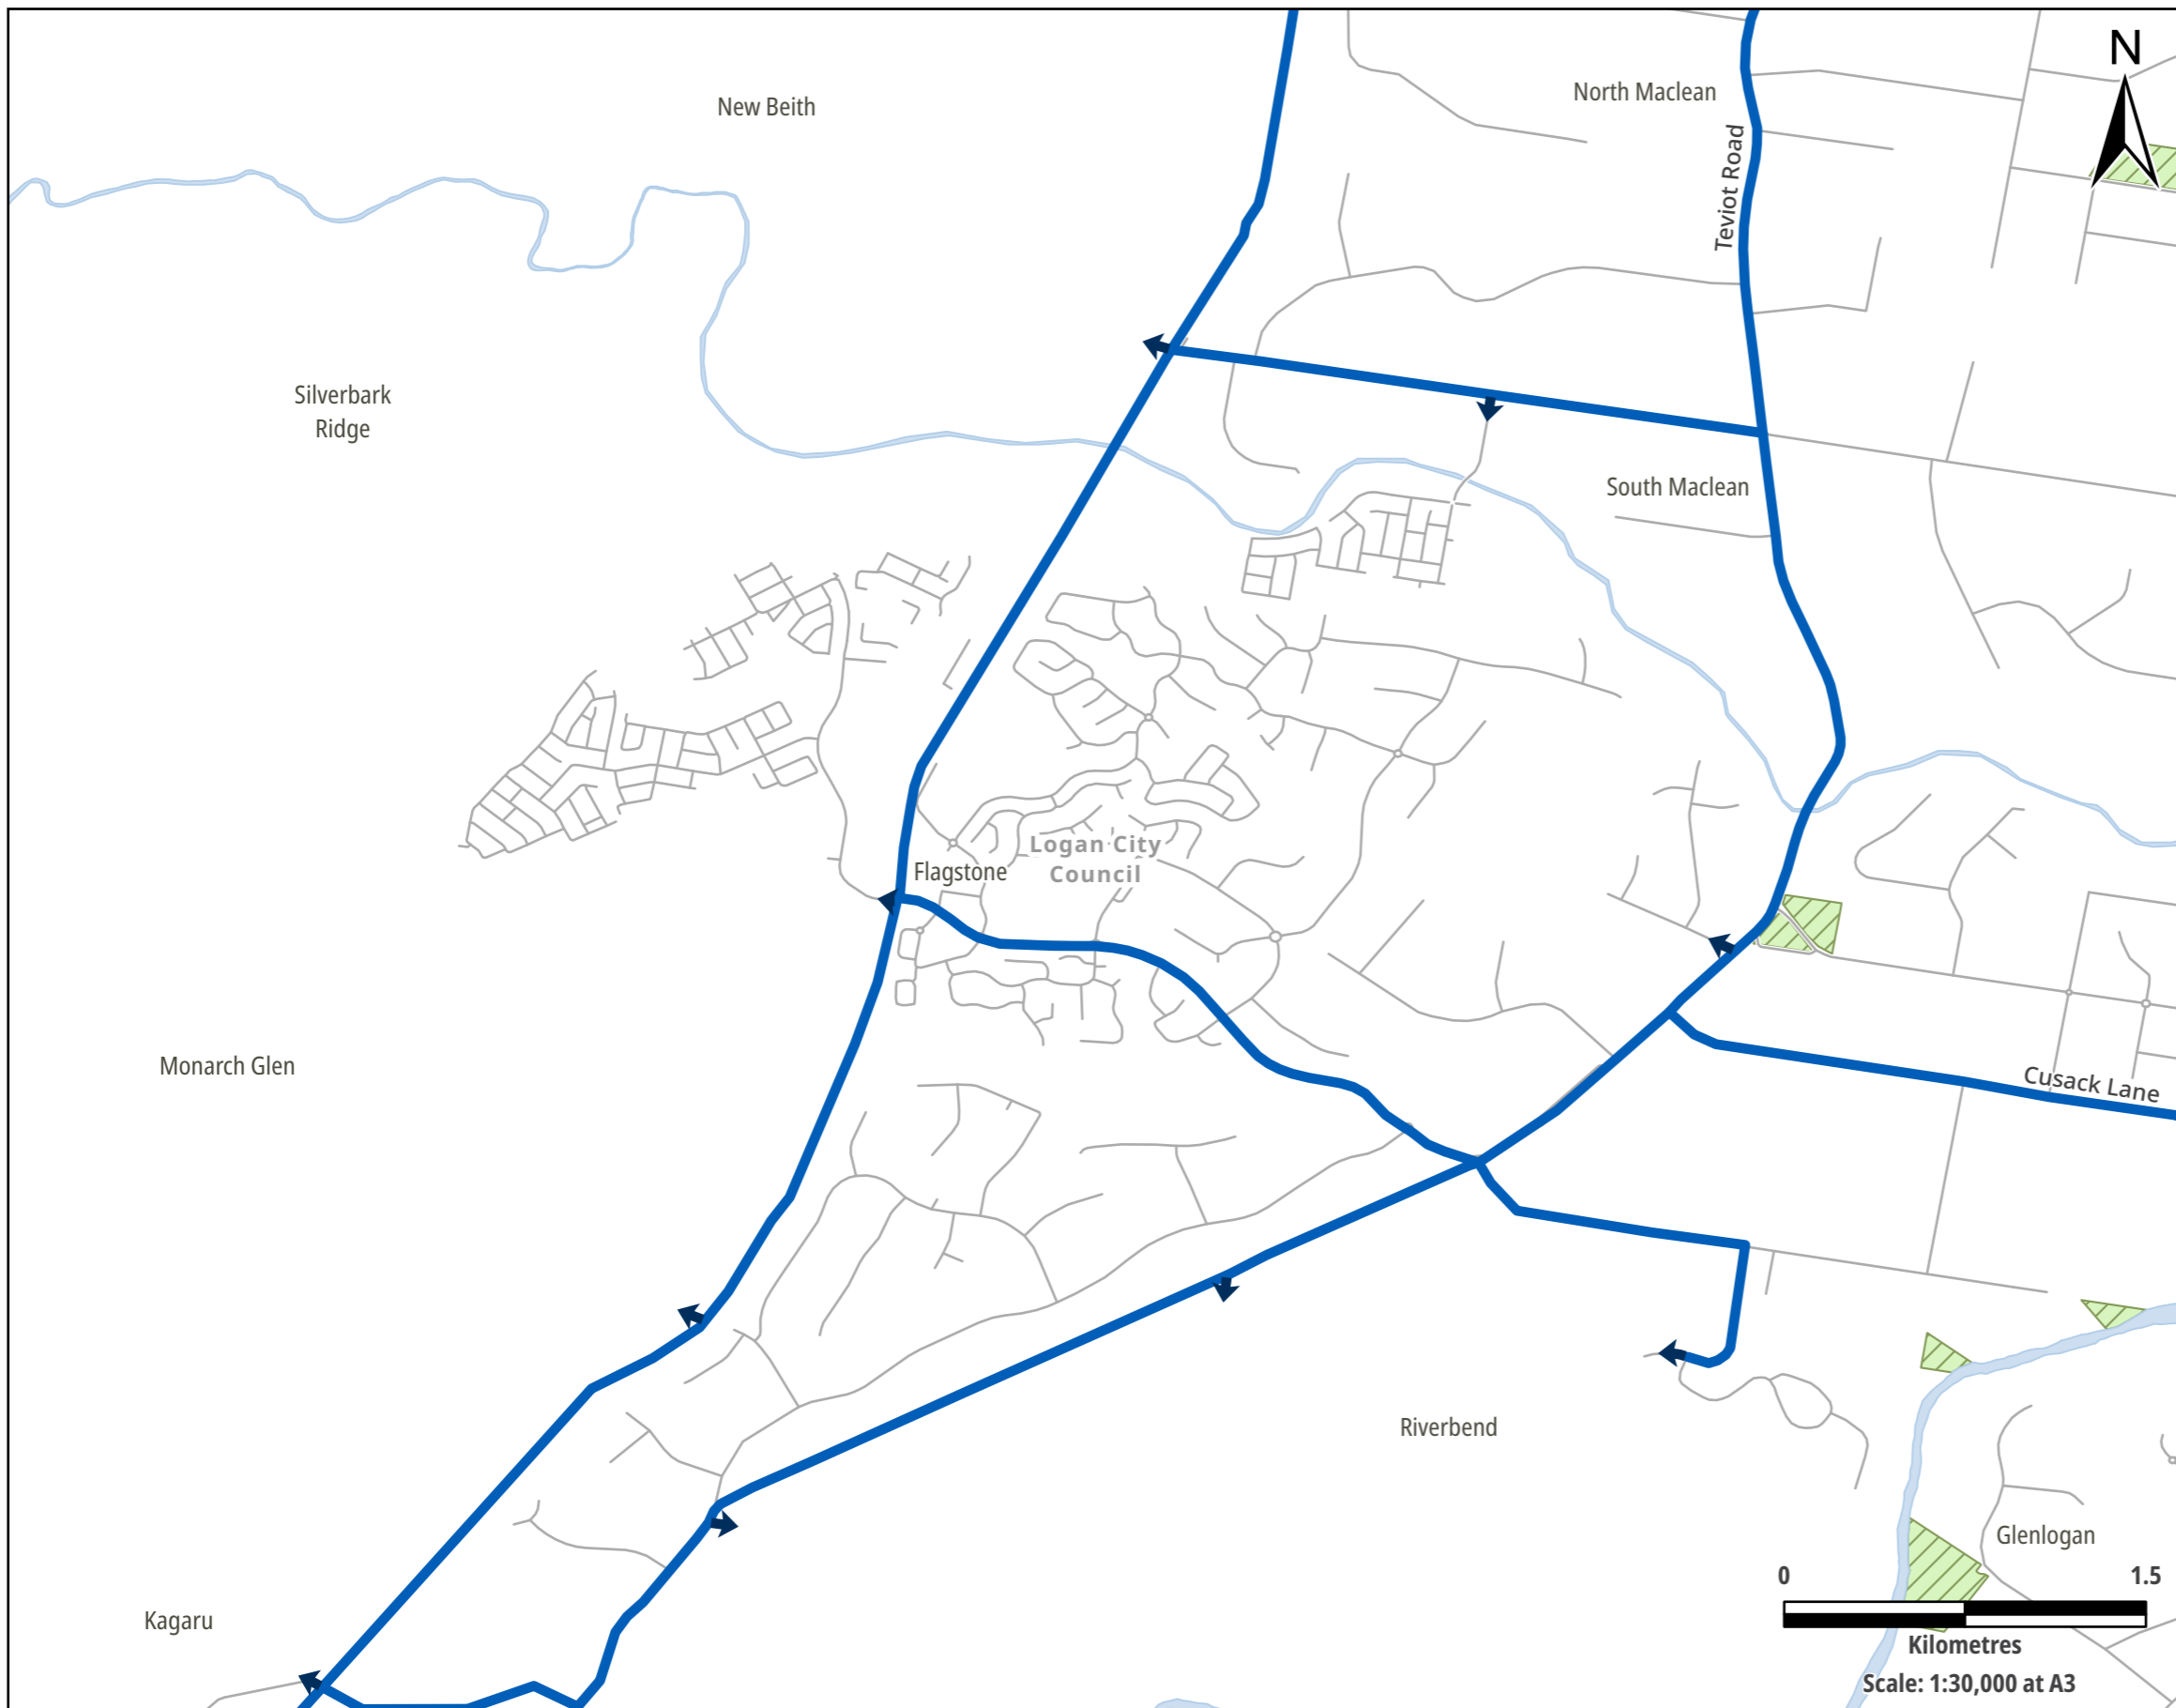 N
New Beith
North Maclean
Teviot Road
Silverbark
Ridge
South Maclean
Logan City
Council
Flagstone
Monarch Glen
Cusack Lane
Riverbend
Glenlogan
Kagaru
0 1.5
Kilometres
Scale: 1:30,000 at A3